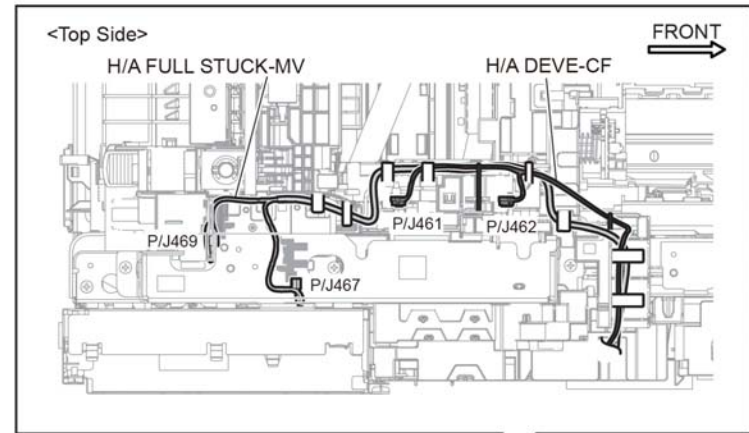 <Top Side>
FRONT
H/A FULL STUCK-MV
H/A DEVE-CF
P/J469
P/J461
P/J462
P/J467